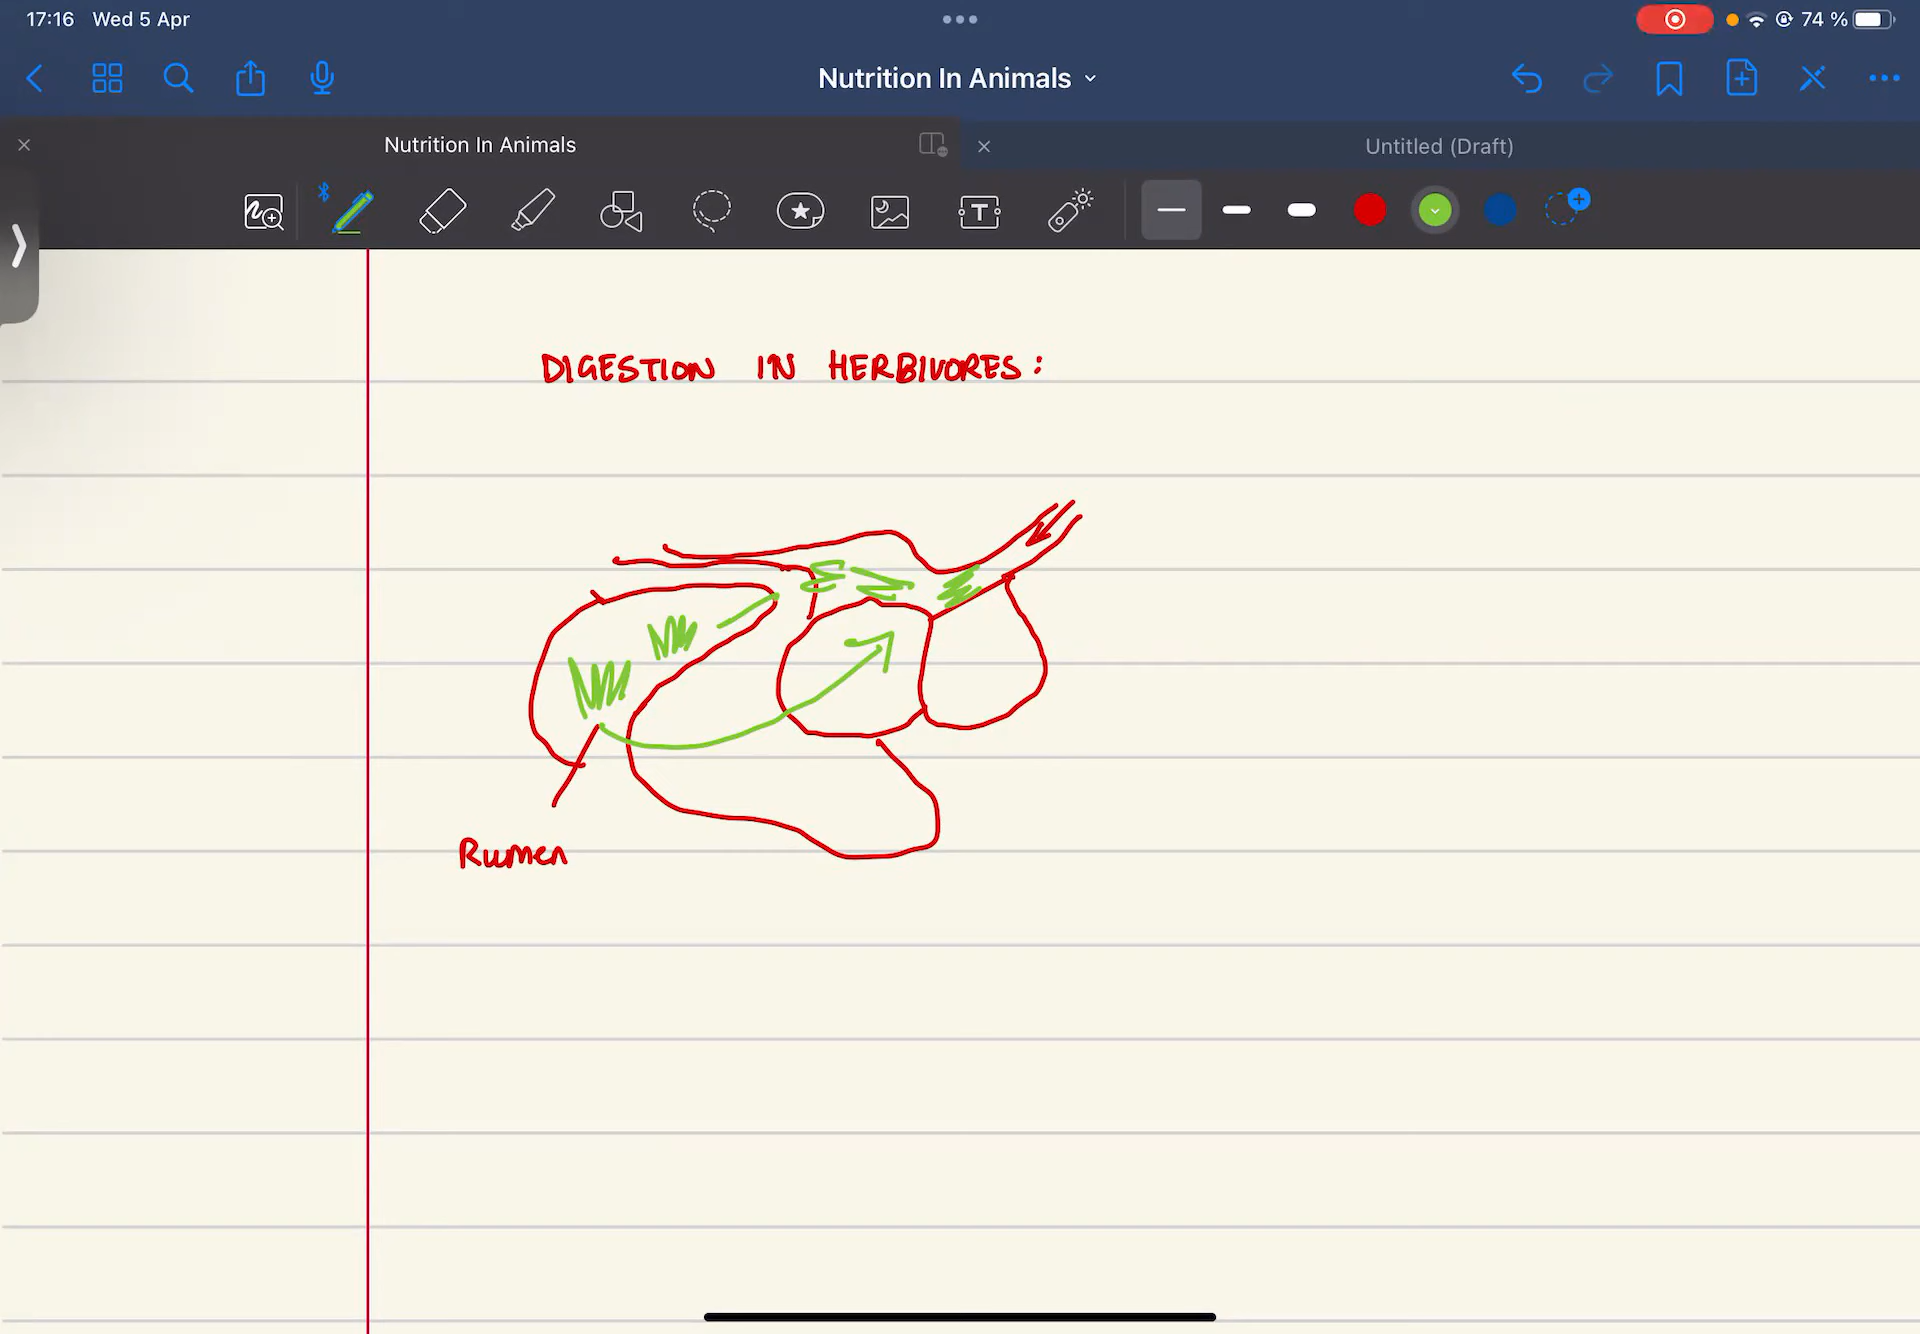 17:16 Wed 5 Apr
74 %
Nutrition In Animals
Nutrition In Animals
Untitled (Draft)
T
DIGESTION IN HERBIVORES:
Rumen